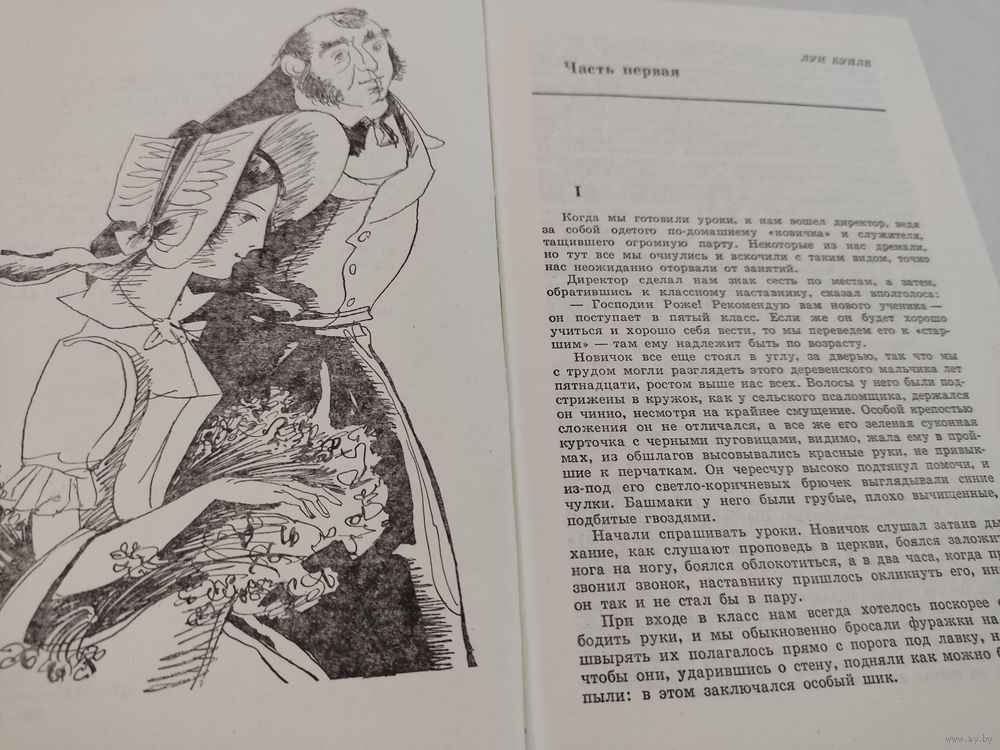 ЛУИ БУИЛЕ
Часть первая
I
Когда мы готовили уроки, к нам вошел директор, ведя
за собой одетого по-домашнему «новичка» и служителя,
тащившего огромную парту. Некоторые из нас дремали,
но тут все мы очнулись и вскочили с таким видом, точно
нас неожиданно оторвали от занятий.
Директор сделал нам знак сесть по местам, а затем,
обратившись к классному наставнику, сказал вполголоса:
— Господин Роже! Рекомендую вам нового ученика —
он поступает в пятый класс. Если же он будет хорошо
учиться и хорошо себя вести, то мы переведем его к «стар-
шим» — там ему надлежит быть по возрасту.
Новичок все еще стоял в углу, за дверью, так что мы
с трудом могли разглядеть этого деревенского мальчика лет
пятнадцати, ростом выше нас всех. Волосы у него были под-
стрижены в кружок, как у сельского псаломщика, держался
он чинно, несмотря на крайнее смущение. Особой крепостью
сложения он не отличался, а все же его зеленая суконная
курточка с черными пуговицами, видимо, жала ему в прой-
мах, из обшлагов высовывались красные руки, не привык-
шие к перчаткам. Он чересчур высоко подтянул помочи, и
из-под его светло-коричневых брючек выглядывали синие
чулки. Башмаки у него были грубые, плохо вычищенные,
подбитые гвоздями.
Начали спрашивать уроки. Новичок слушал затаив ды
хание, как слушают проповедь в церкви, боялся заложит
нога на ногу, боялся облокотиться, а в два часа, когда пр
звонил звонок, наставнику пришлось окликнуть его, ин
он так и не стал бы в пару.
При входе в класс нам всегда хотелось поскорее
бодить руки, и мы обыкновенно бросали фуражки на
швырять их полагалось прямо с порога под лавку, н
чтобы они, ударившись о стену, подняли как можно б
пыли: в этом заключался особый шик.
www.ay.by